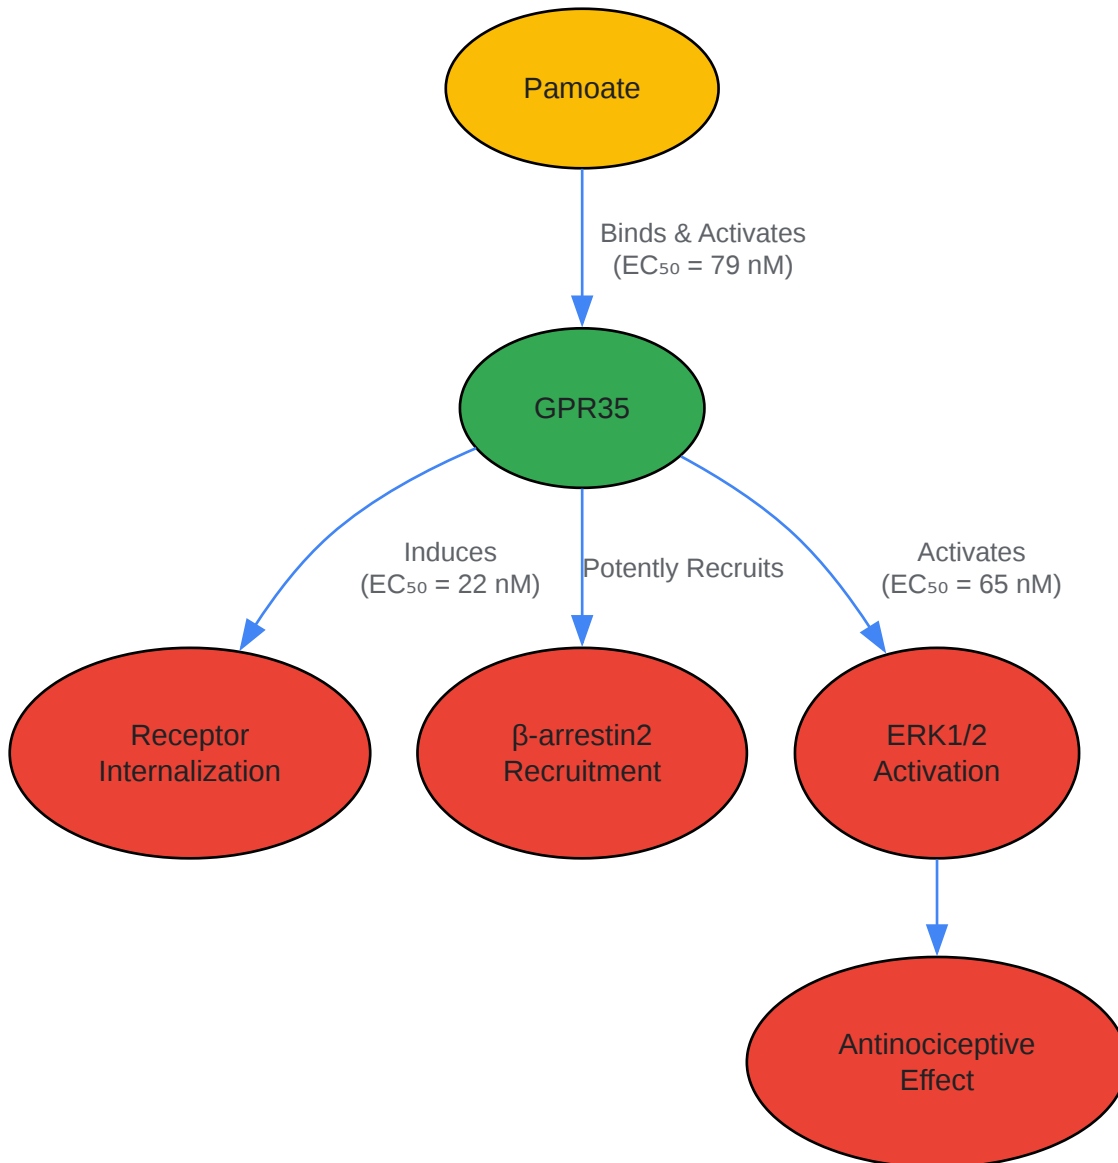 Pamoate
Binds & Activates
(EC₅₀ = 79 nM)
GPR35
Induces
(EC₅₀ = 22 nM)
Potently Recruits
Activates
(EC₅₀ = 65 nM)
Receptor
Internalization
β-arrestin2
Recruitment
ERK1/2
Activation
Antinociceptive
Effect